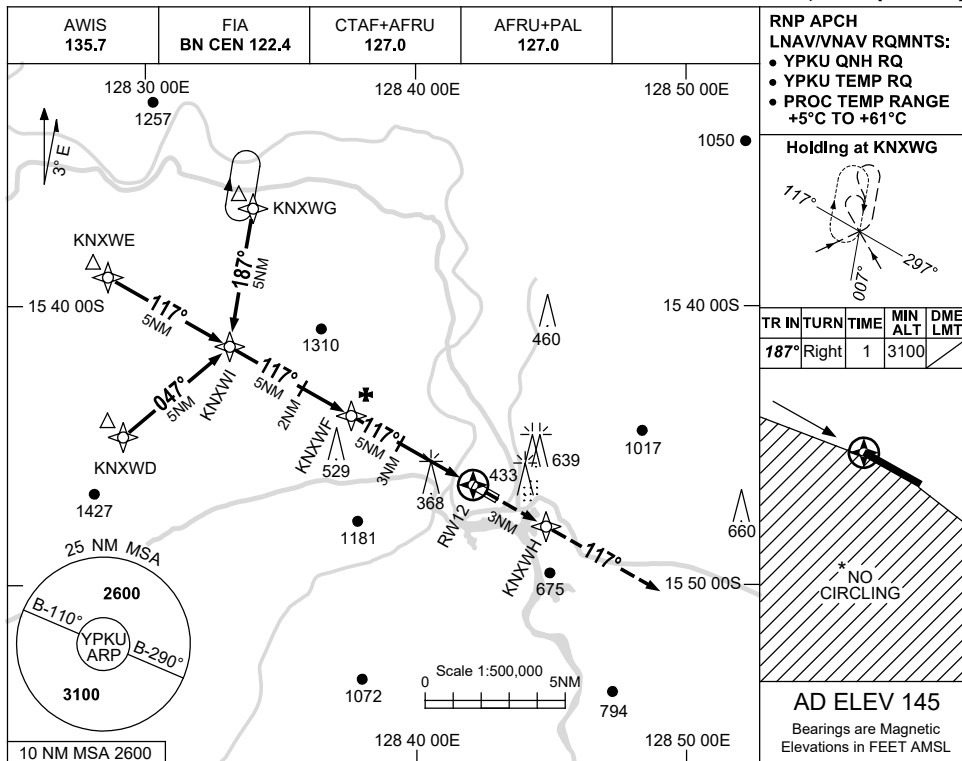 AWIS
135.7
FIA
BN CEN 122.4
CTAF+AFRU
127.0
AFRU+PAL
127.0
RNP APCH
LNAV/VNAV RQMNTS:
• YPKU QNH RQ
• YPKU TEMP RQ
• PROC TEMP RANGE
+5°C TO +61°C
128 30 00E
128 40 00E
128 50 00E
1257
1050
3° E
Holding at KNXWG
117°
297°
007°
KNXWG
KNXWE
187°
5NM
117°
5NM
15 40 00S
15 40 00S
1310
460
TR IN
TURN
TIME
MIN
ALT
DME
LMT
187°
Right
1
3100
KNXWI
117°
5NM
2NM
047°
5NM
KNXWD
KNXWF
117°
5NM
3NM
529
368
433
639
1017
1427
1181
RW12
3NM
KNXWH
117°
660
675
15 50 00S
* NO
CIRCLING
25 NM MSA
2600
B-110°
YPKU
ARP
B-290°
3100
10 NM MSA 2600
1072
Scale 1:500,000
0
5NM
794
128 40 00E
128 50 00E
AD ELEV 145
Bearings are Magnetic
Elevations in FEET AMSL